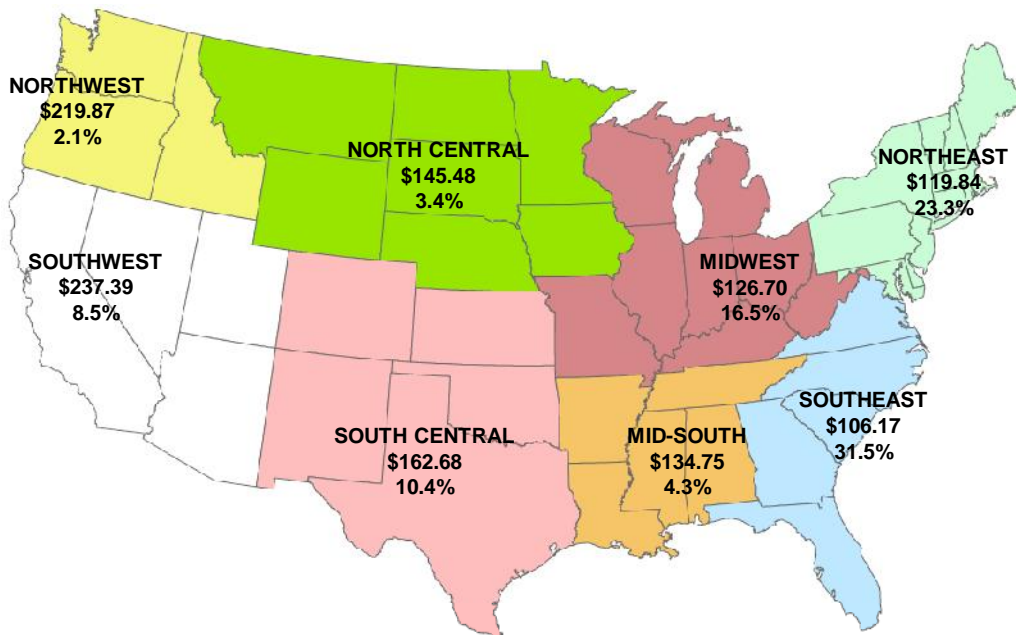 NORTHWEST
$219.87
2.1%
NORTH CENTRAL
$145.48
3.4%
NORTHEAST
$119.84
23.3%
SOUTHWEST
$237.39
8.5%
MIDWEST
$126.70
16.5%
SOUTHEAST
$106.17
31.5%
SOUTH CENTRAL
$162.68
10.4%
MID-SOUTH
$134.75
4.3%